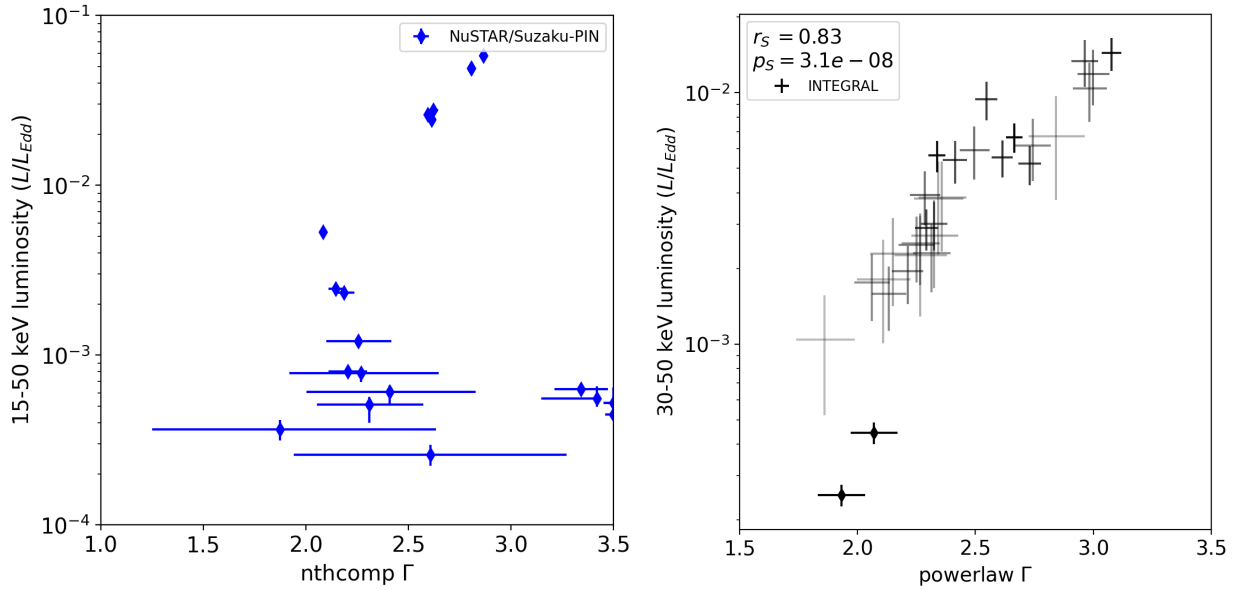 10⁻¹
10⁻²
10⁻³
10⁻⁴
15-50 keV luminosity (L/L_Edd)
NuSTAR/Suzaku-PIN
1.0 1.5 2.0 2.5 3.0 3.5
nthcomp Γ
r_S = 0.83
p_S = 3.1e − 08
INTEGRAL
10⁻²
10⁻³
30-50 keV luminosity (L/L_Edd)
1.5 2.0 2.5 3.0 3.5
powerlaw Γ